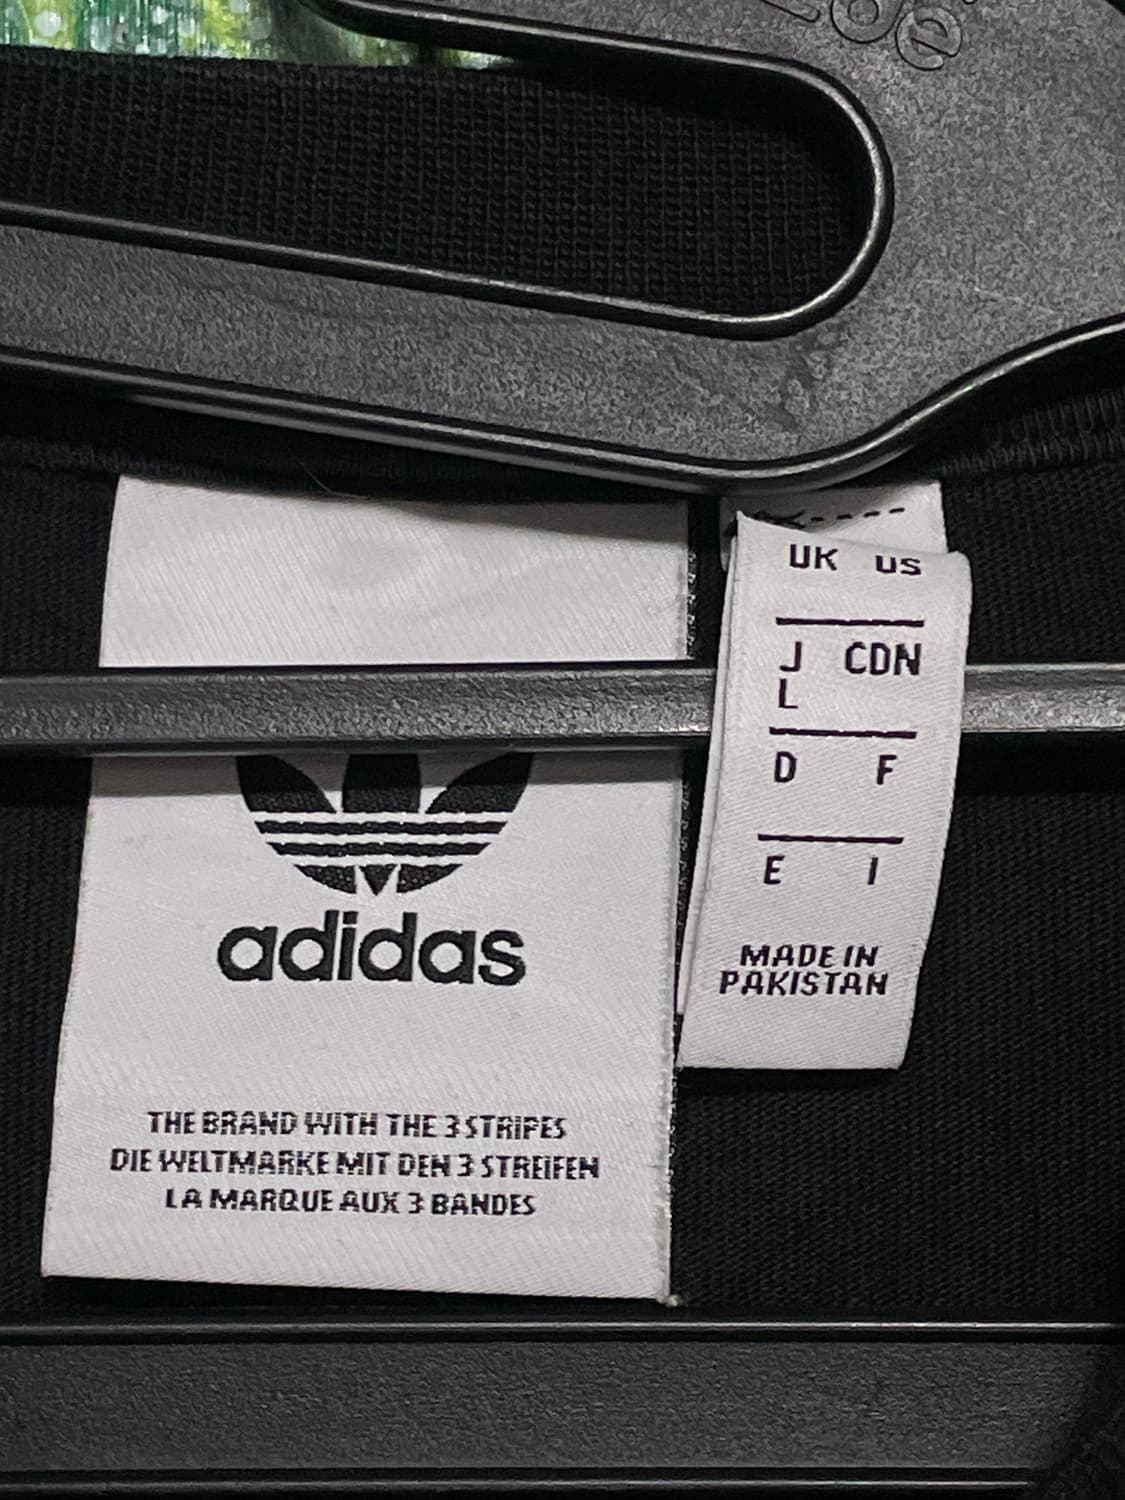 adidas
THE BRAND WITH THE 3 STRIPES
DIE WELTMARKE MIT DEN 3 STREIFEN
LA MARQUE AUX 3 BANDES
UK US
J CDN
L
D F
E I
MADE IN
PAKISTAN